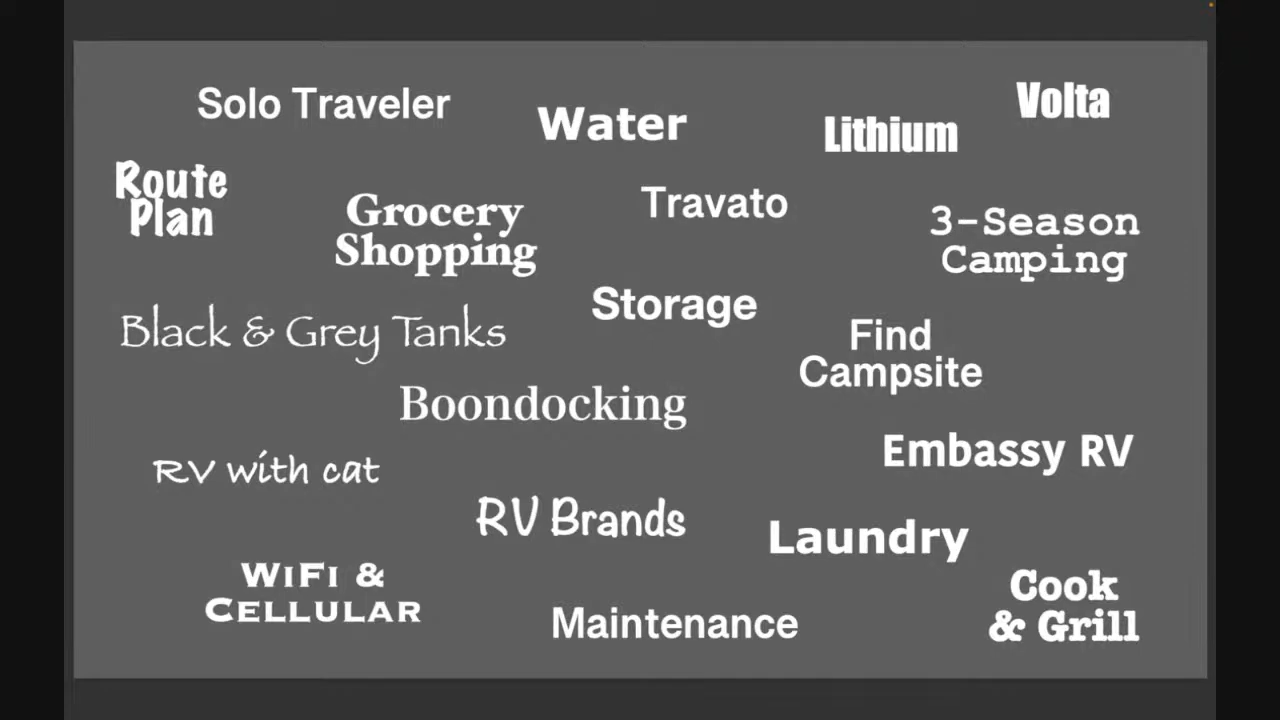 Solo Traveler
Water
Lithium
Volta
Route
Plan
Grocery
Shopping
Travato
3-Season
Camping
Black & Grey Tanks
Storage
Find
Campsite
Boondocking
RV with cat
Embassy RV
RV Brands
Laundry
WiFi &
Cellular
Maintenance
Cook
& Grill